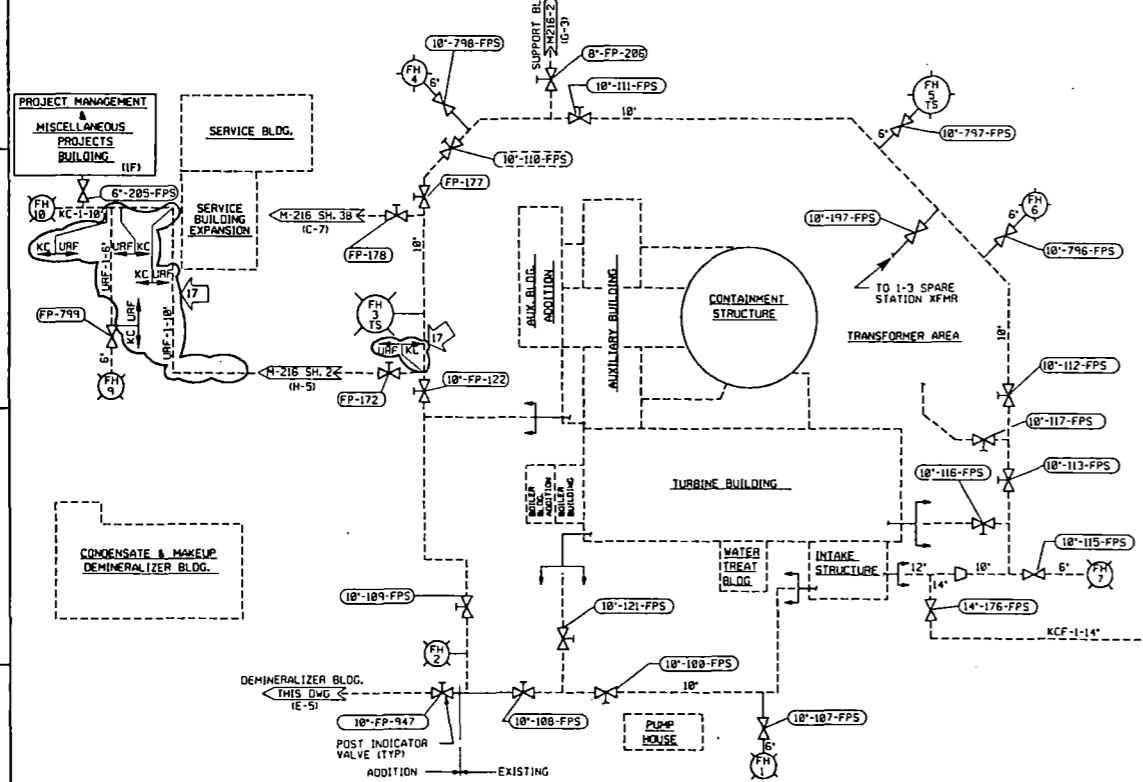 SUPPORT BL
M216-2
(G-3)
10"-798-FPS
8"-FP-206
FH
4
6"
10"-111-FPS
10"
FH
5
TS
6"
10"-797-FPS
PROJECT MANAGEMENT
&
MISCELLANEOUS
PROJECTS
BUILDING
(1F)
SERVICE BLDG.
10"-110-FPS
6"-205-FPS
FH
10
KC-1-10"
FP-177
SERVICE
BUILDING
EXPANSION
M-216 SH. 3B
(C-7)
FP-178
10"
10"-197-FPS
6"
FH
6
10"-796-FPS
KC
URF
URF-1-6"
URF
KC
KC
URF
17
KC
URF
URF-1-10"
FP-799
6"
FH
9
AUX. BLDG.
ADDITION
AUXILIARY BUILDING
CONTAINMENT
STRUCTURE
TO 1-3 SPARE
STATION XFMR
TRANSFORMER AREA
10"
FH
3
TS
17
URF
KC
M-216 SH. 2
(H-5)
FP-172
10"-FP-122
10"-112-FPS
10"-117-FPS
10"-113-FPS
10"-116-FPS
TURBINE BUILDING
BOILER
BLDG.
ADDITION
BOILER
BUILDING
CONDENSATE & MAKEUP
DEMINERALIZER BLDG.
WATER
TREAT
BLDG.
INTAKE
STRUCTURE
12"
14"
10"
10"-115-FPS
6"
FH
7
10"-109-FPS
10"-121-FPS
14"-176-FPS
KCF-1-14"
FH
2
10"-100-FPS
DEMINERALIZER BLDG.
THIS DWG
(E-5)
10"
10"-FP-947
10"-108-FPS
10"-107-FPS
PUMP
HOUSE
POST INDICATOR
VALVE (TYP)
6"
FH
1
ADDITION
EXISTING